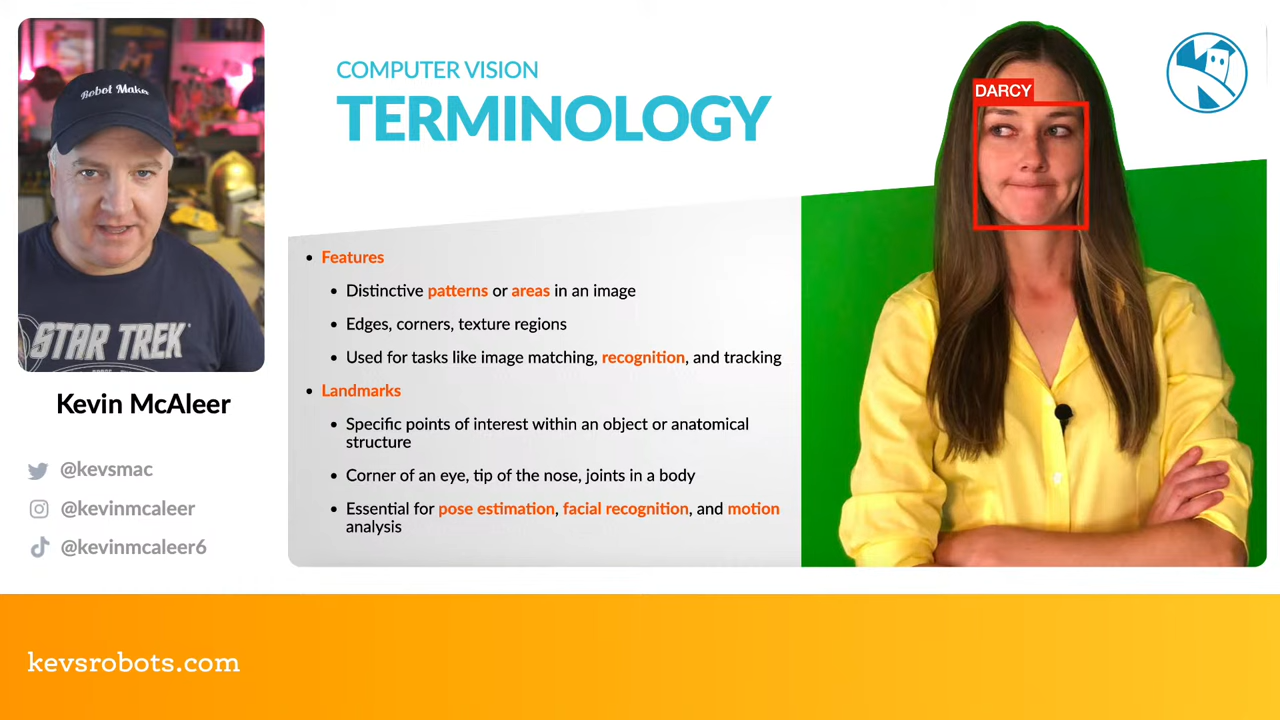 Robot Maker
STAR TREK
Kevin McAleer
@kevsmac
@kevinmcaleer
@kevinmcaleer6
COMPUTER VISION
TERMINOLOGY
• Features
• Distinctive patterns or areas in an image
• Edges, corners, texture regions
• Used for tasks like image matching, recognition, and tracking
• Landmarks
• Specific points of interest within an object or anatomical
structure
• Corner of an eye, tip of the nose, joints in a body
• Essential for pose estimation, facial recognition, and motion
analysis
DARCY
kevsrobots.com